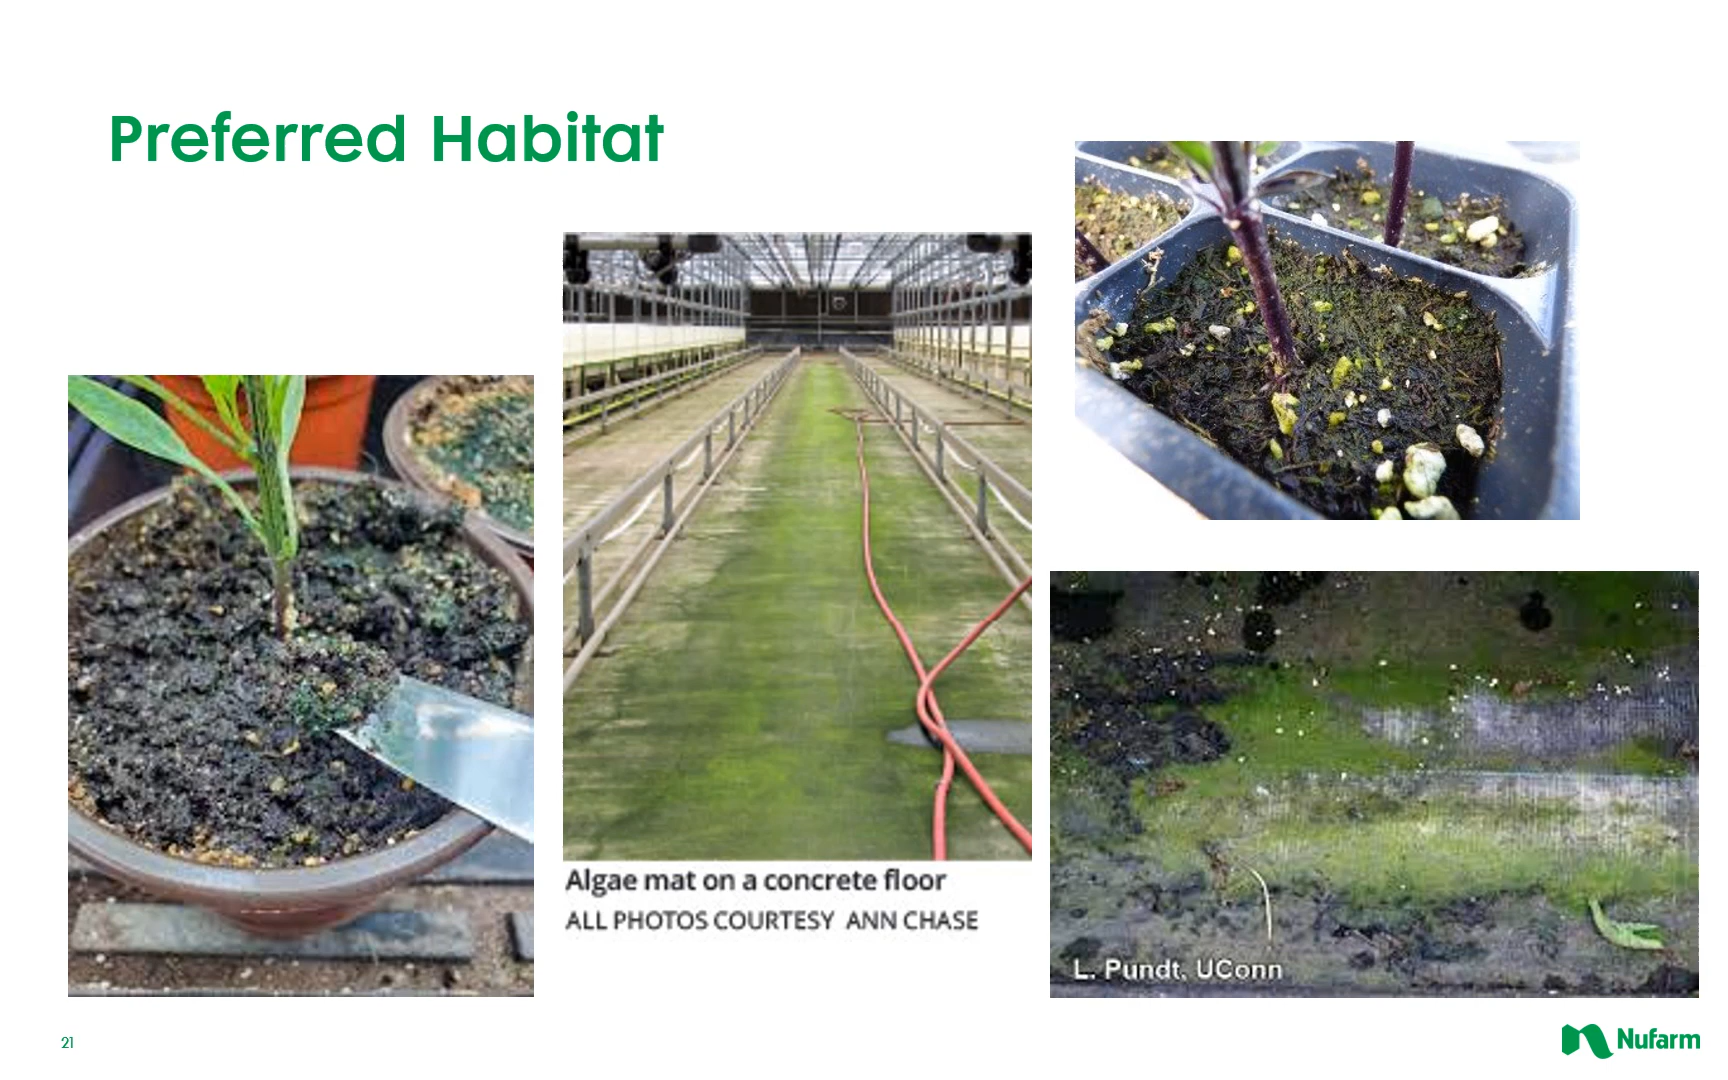 Preferred Habitat
Algae mat on a concrete floor
ALL PHOTOS COURTESY ANN CHASE
L. Pundt, UConn
21
Nufarm